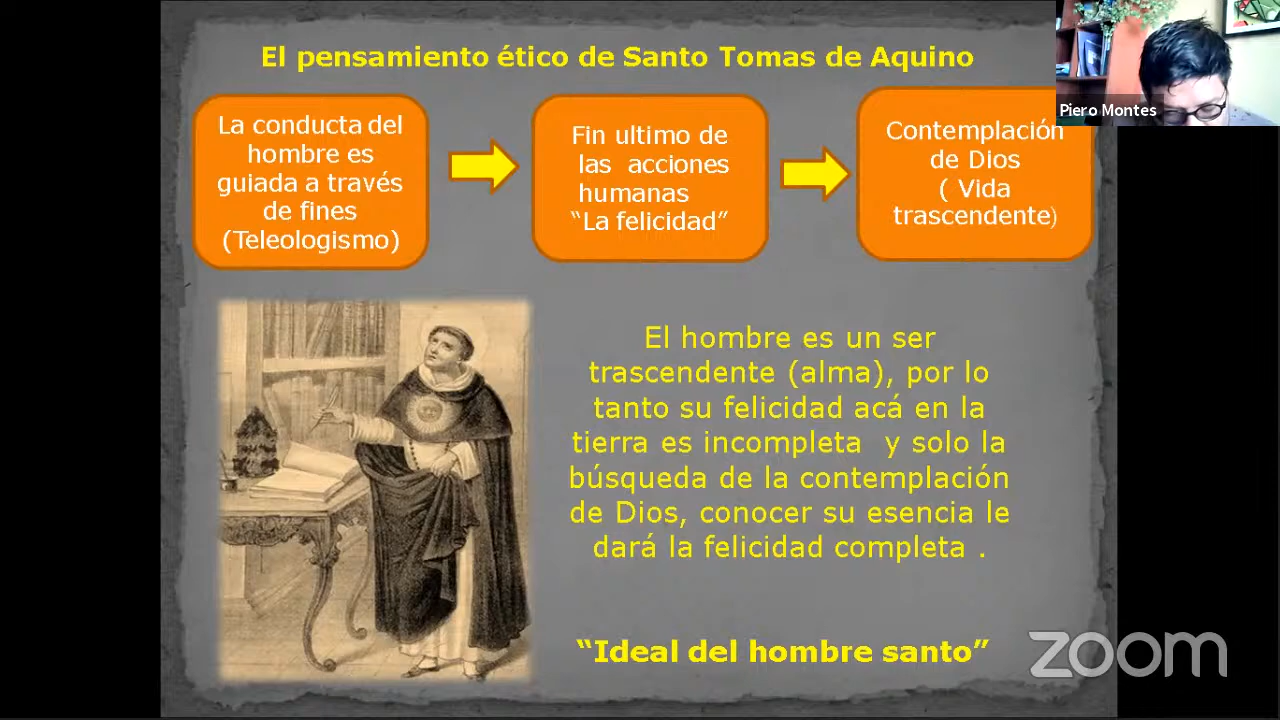 El pensamiento ético de Santo Tomas de Aquino
Piero Montes
La conducta del
hombre es
guiada a través
de fines
(Teleologismo)
Fin ultimo de
las acciones
humanas
“La felicidad”
Contemplación
de Dios
( Vida
trascendente)
El hombre es un ser
trascendente (alma), por lo
tanto su felicidad acá en la
tierra es incompleta y solo la
búsqueda de la contemplación
de Dios, conocer su esencia le
dará la felicidad completa .
“Ideal del hombre santo”
zoom